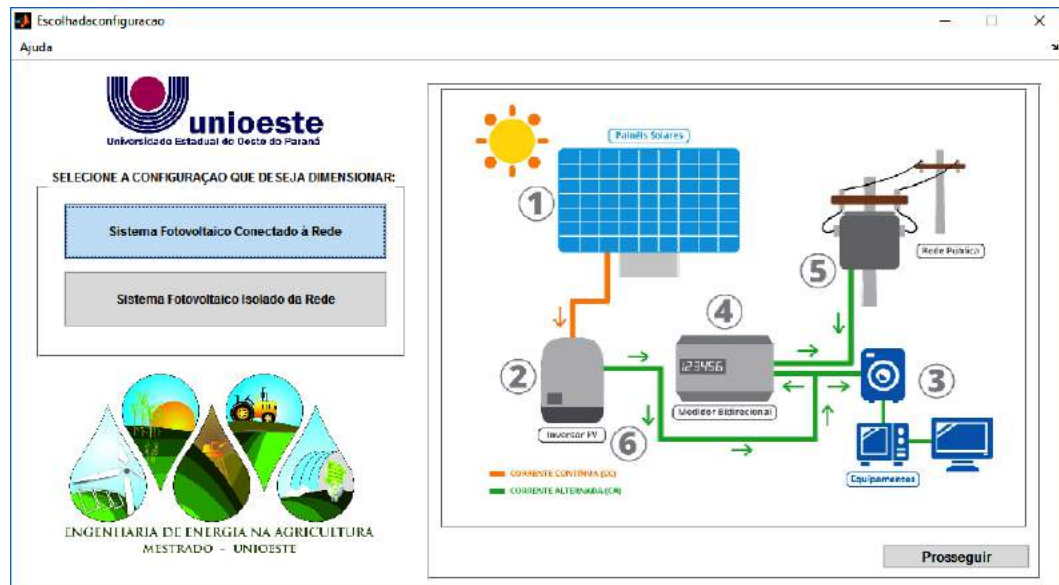 Escolhadaconfiguracao
Ajuda
unioeste
Universidade Estadual do Oeste do Paraná
SELECIONE A CONFIGURAÇAO QUE DESEJA DIMENSIONAR:
Sistema Fotovoltaico Conectado à Rede
Sistema Fotovoltaico Isolado da Rede
ENGENHARIA DE ENERGIA NA AGRICULTURA
MESTRADO - UNIOESTE
Painéis Solares
1
5
Rede Pública
4
123456
Medidor Bidirecional
2
Inversor FV
6
3
Equipamentos
CORRENTE CONTÍNUA (CC)
CORRENTE ALTERNADA (CA)
Prosseguir